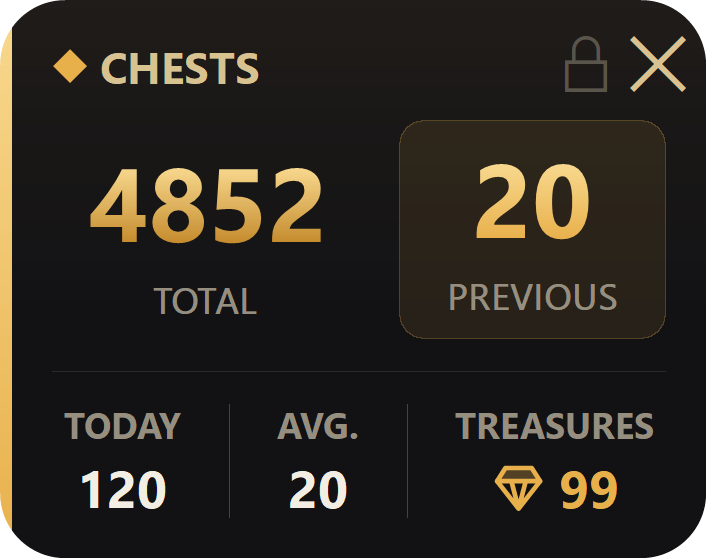 CHESTS
4852 20
TOTAL PREVIOUS
TODAY AVG. TREASURES
120 20 99